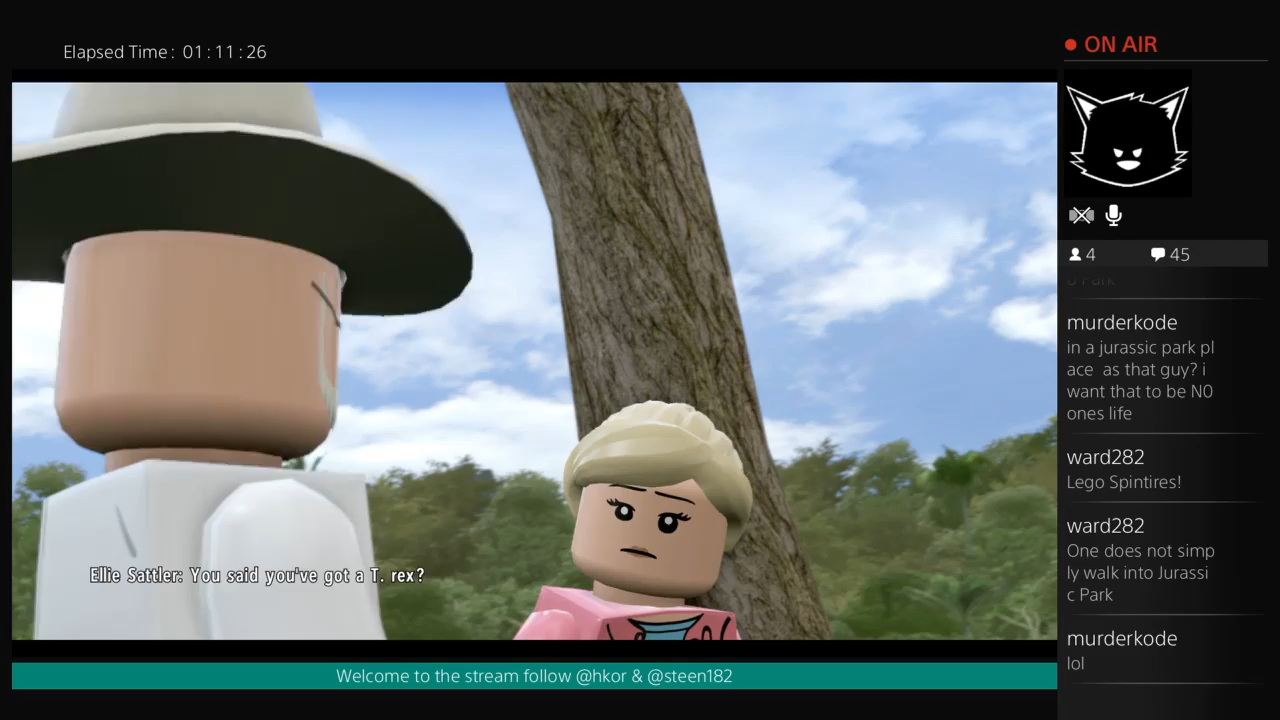 Elapsed Time: 01:11:26
ON AIR
4 45
murderkode
in a jurassic park pl
ace as that guy? i
want that to be N0
ones life
ward282
Lego Spintires!
ward282
One does not simp
ly walk into Jurassi
c Park
murderkode
lol
Ellie Sattler: You said you've got a T. rex?
Welcome to the stream follow @hkor & @steen182